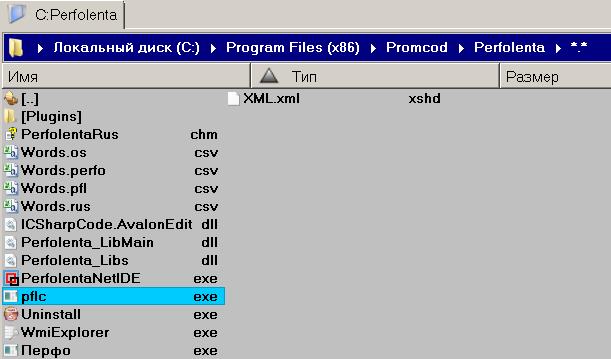 C:Perfolenta
Локальный диск (C:) Program Files (x86) Promcod Perfolenta *.*
Имя Тип Размер
[..] XML.xml xshd
[Plugins]
PerfolentaRus chm
Words.os csv
Words.perfo csv
Words.pfl csv
Words.rus csv
ICSharpCode.AvalonEdit dll
Perfolenta_LibMain dll
Perfolenta_Libs dll
PerfolentaNetIDE exe
pflc exe
Uninstall exe
WmiExplorer exe
Перфо exe